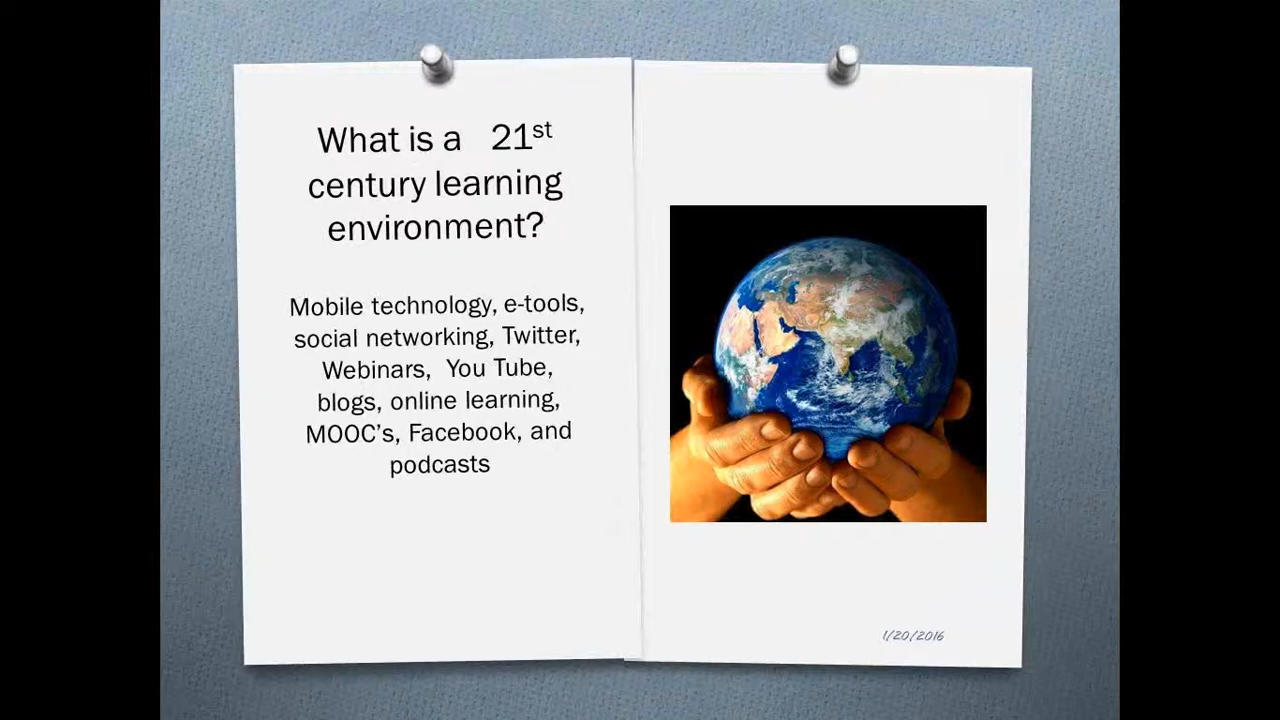 What is a 21st
century learning
environment?
Mobile technology, e-tools,
social networking, Twitter,
Webinars, You Tube,
blogs, online learning,
MOOC's, Facebook, and
podcasts
1/20/2016